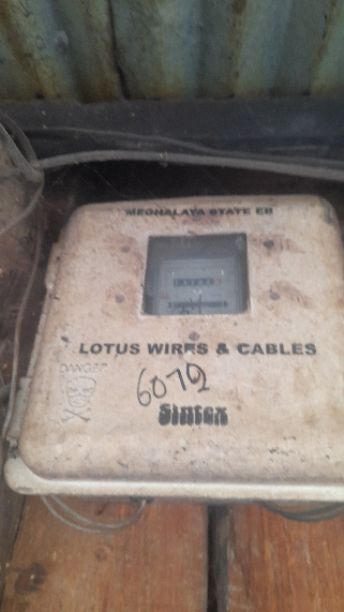 MEGHALAYA STATE EB
LOTUS WIRES & CABLES
DANGER
6072
Sintex